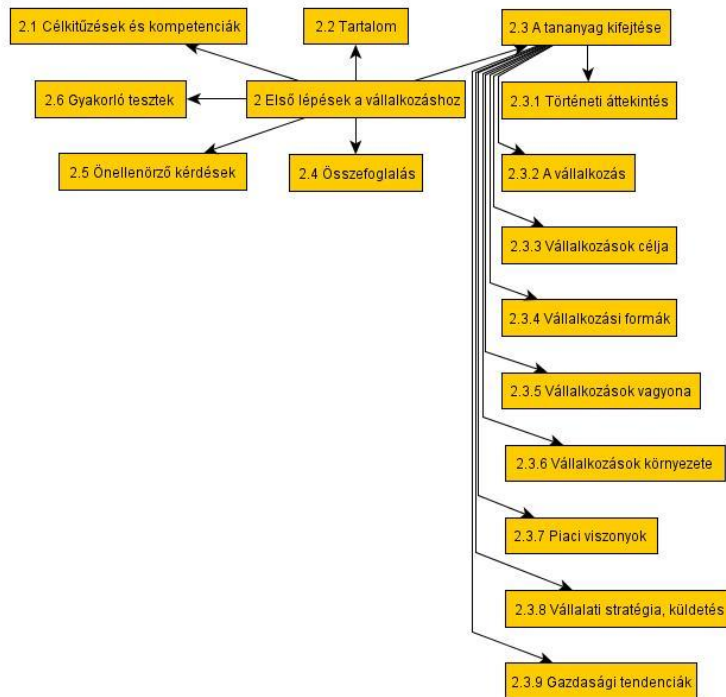 2.1 Célkitűzések és kompetenciák
2.2 Tartalom
2.3 A tananyag kifejtése
2.6 Gyakorló tesztek
2 Első lépések a vállalkozáshoz
2.3.1 Történeti áttekintés
2.5 Önellenörző kérdések
2.4 Összefoglalás
2.3.2 A vállalkozás
2.3.3 Vállalkozások célja
2.3.4 Vállalkozási formák
2.3.5 Vállalkozások vagyona
2.3.6 Vállalkozások környezete
2.3.7 Piaci viszonyok
2.3.8 Vállalati stratégia, küldetés
2.3.9 Gazdasági tendenciák